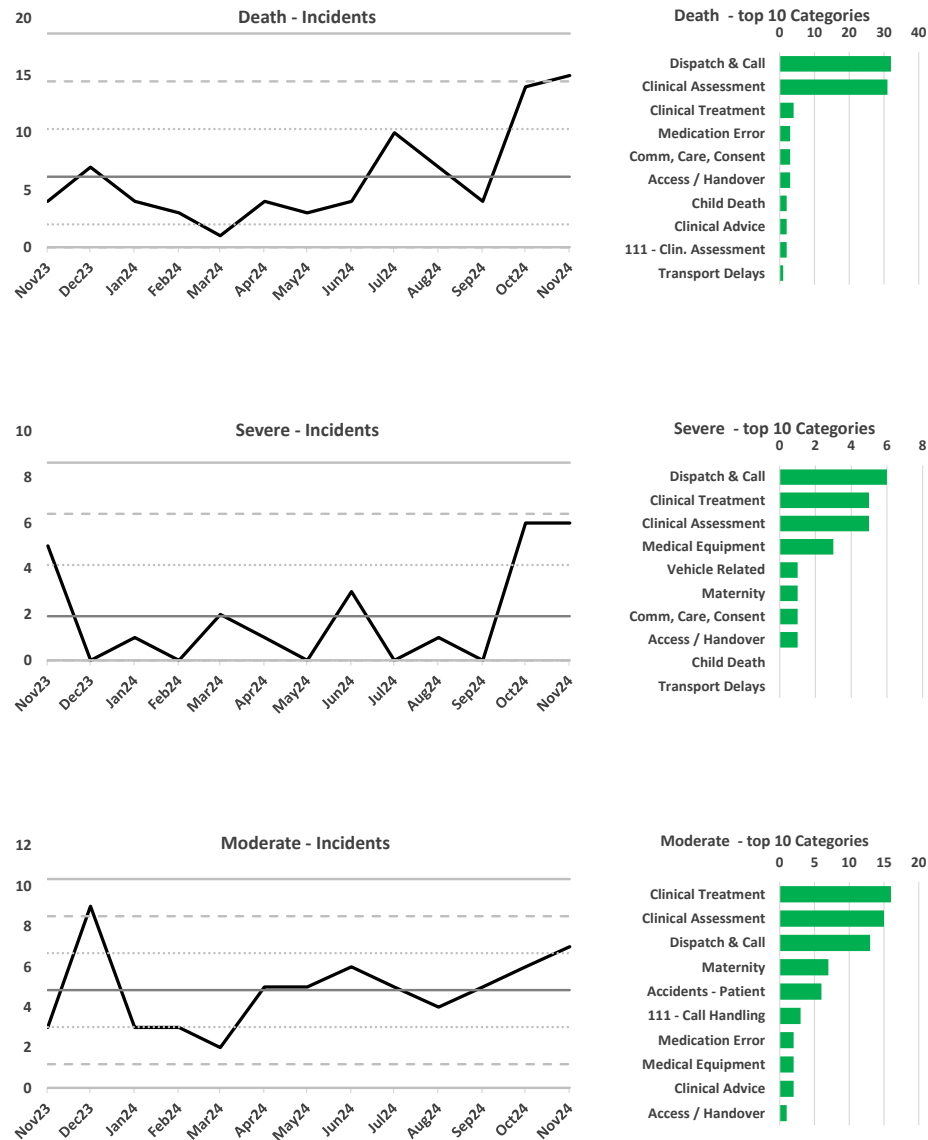 Death - Incidents
20
15
10
5
0
Nov23 Dec23 Jan24 Feb24 Mar24 Apr24 May24 Jun24 Jul24 Aug24 Sep24 Oct24 Nov24
Death - top 10 Categories
0 10 20 30 40
Dispatch & Call
Clinical Assessment
Clinical Treatment
Medication Error
Comm, Care, Consent
Access / Handover
Child Death
Clinical Advice
111 - Clin. Assessment
Transport Delays
Severe - Incidents
10
8
6
4
2
0
Nov23 Dec23 Jan24 Feb24 Mar24 Apr24 May24 Jun24 Jul24 Aug24 Sep24 Oct24 Nov24
Severe - top 10 Categories
0 2 4 6 8
Dispatch & Call
Clinical Treatment
Clinical Assessment
Medical Equipment
Vehicle Related
Maternity
Comm, Care, Consent
Access / Handover
Child Death
Transport Delays
Moderate - Incidents
12
10
8
6
4
2
0
Nov23 Dec23 Jan24 Feb24 Mar24 Apr24 May24 Jun24 Jul24 Aug24 Sep24 Oct24 Nov24
Moderate - top 10 Categories
0 5 10 15 20
Clinical Treatment
Clinical Assessment
Dispatch & Call
Maternity
Accidents - Patient
111 - Call Handling
Medication Error
Medical Equipment
Clinical Advice
Access / Handover